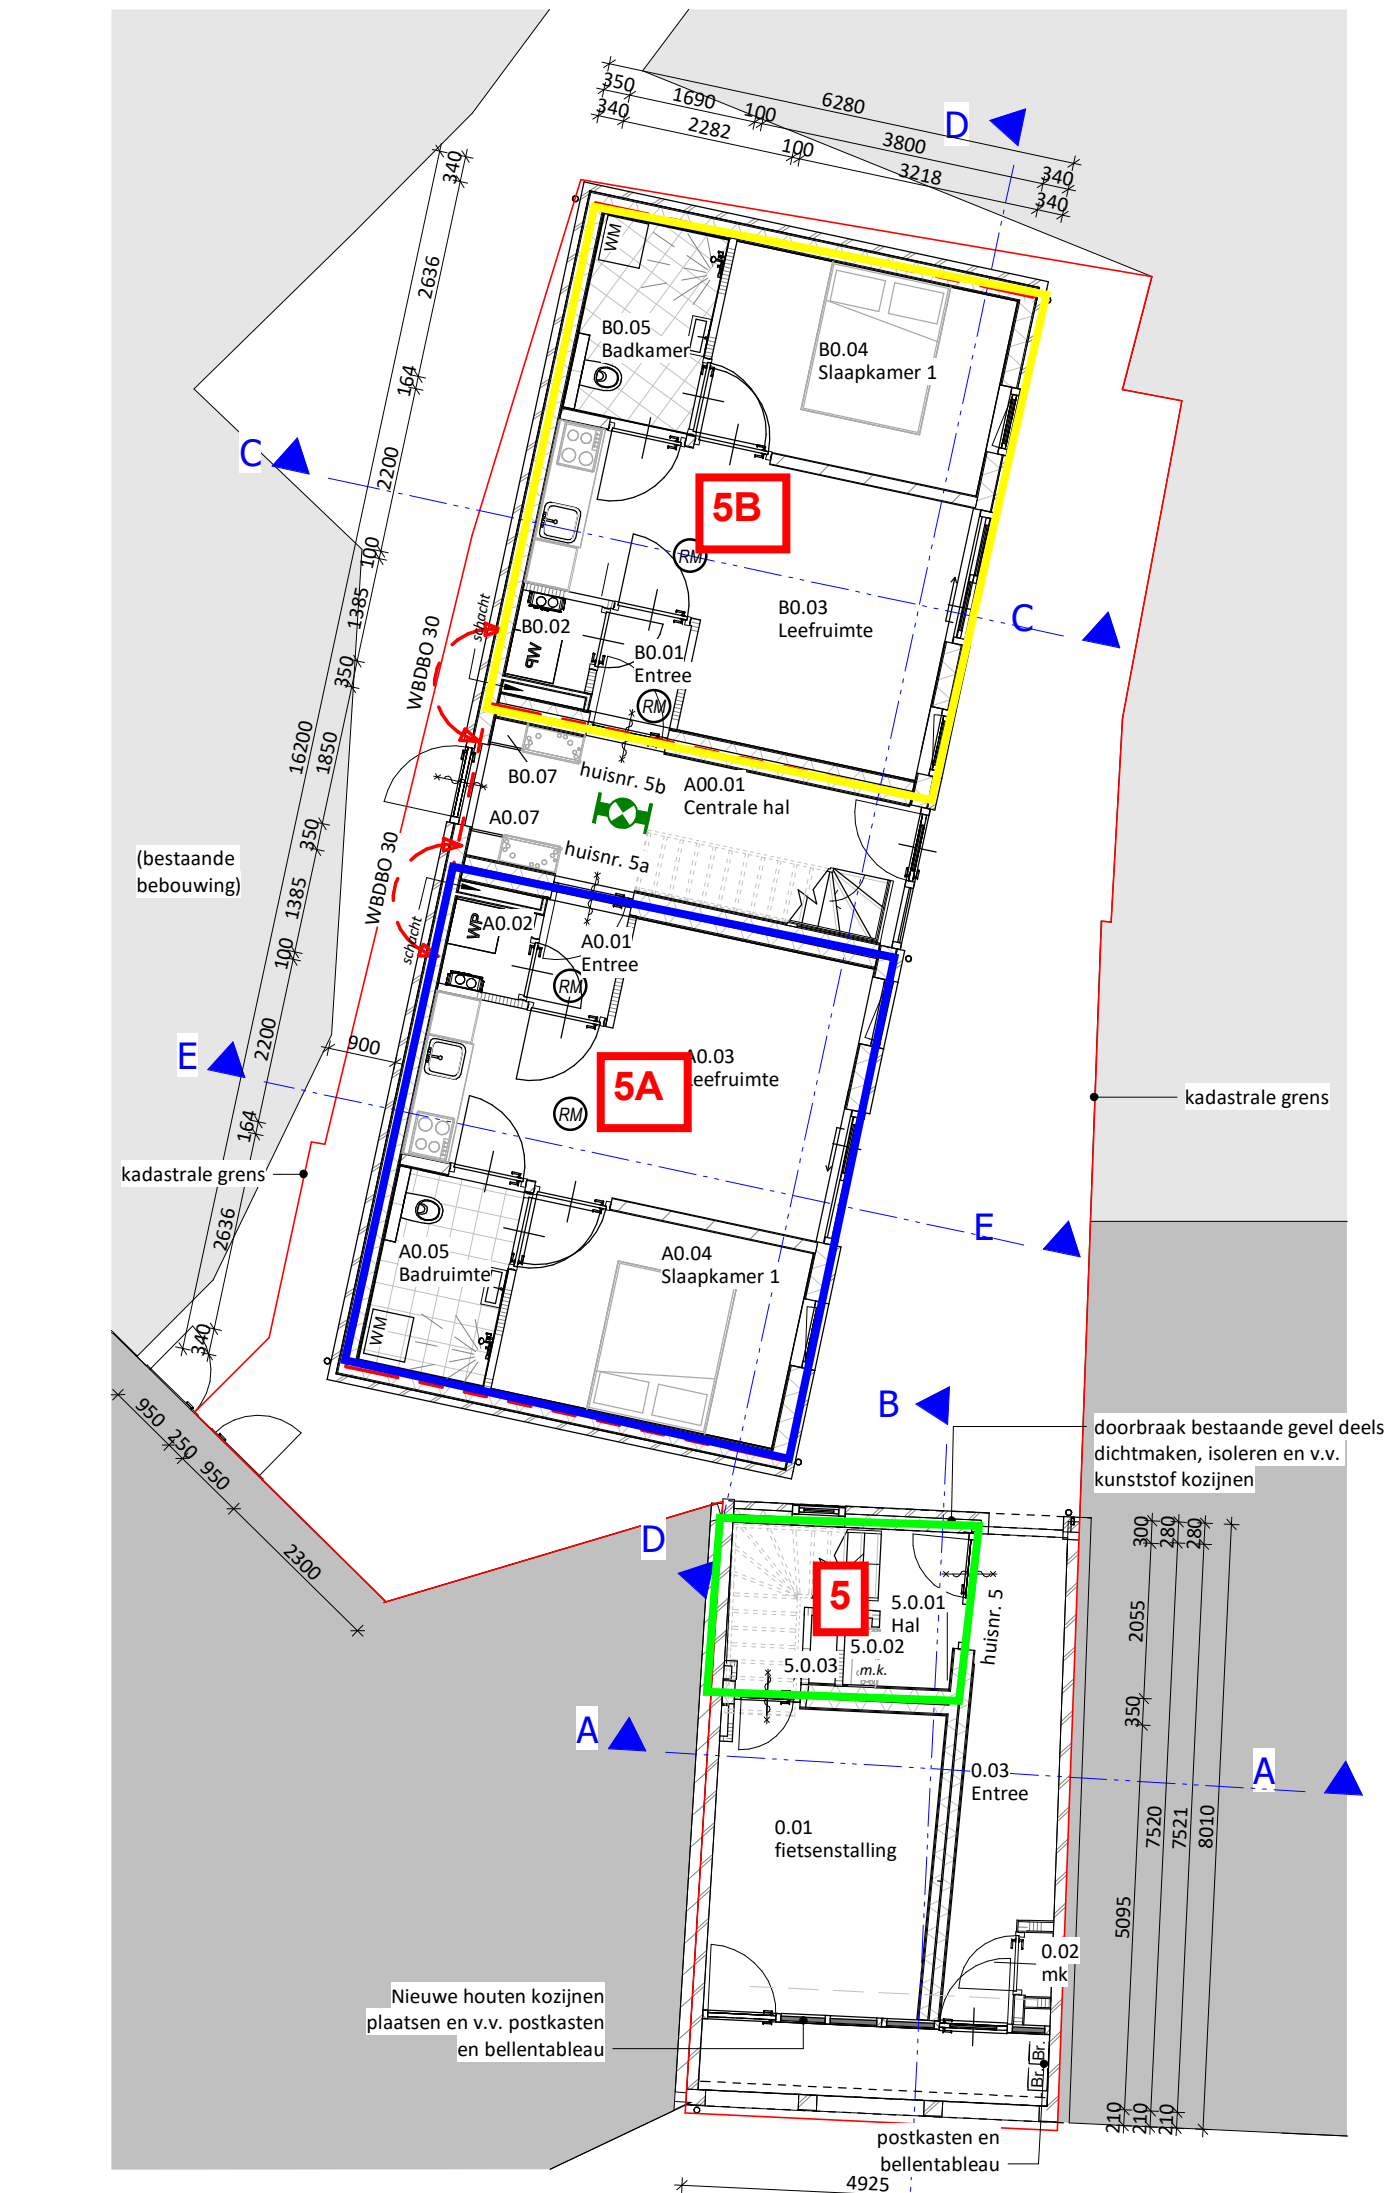 350
1690
100
6280
340
2282
100
3800
3218
340
340
D
340
2636
164
2200
100
1385
350
1850
16200
350
1385
100
2200
164
2636
340
WM
B0.05
Badkamer
B0.04
Slaapkamer 1
C
5B
RM
B0.03
Leefruimte
C
schacht
B0.02
WP
B0.01
Entree
RM
WBDBO 30
B0.07
huisnr. 5b
A00.01
Centrale hal
A0.07
huisnr. 5a
(bestaande
bebouwing)
WBDBO 30
schacht
WP
A0.02
A0.01
Entree
RM
E
900
5A
A0.03
Leefruimte
RM
kadastrale grens
kadastrale grens
E
A0.05
Badruimte
A0.04
Slaapkamer 1
WM
950
250
950
2300
B
doorbraak bestaande gevel deels
dichtmaken, isoleren en v.v.
kunststof kozijnen
D
5
5.0.01
Hal
5.0.02
m.k.
5.0.03
huisnr. 5
300
280
280
2055
350
7520
7521
8010
5095
210
210
210
A
A
0.03
Entree
0.01
fietsenstalling
0.02
mk
Nieuwe houten kozijnen
plaatsen en v.v. postkasten
en bellentableau
Br.
Br.
postkasten en
bellentableau
4925